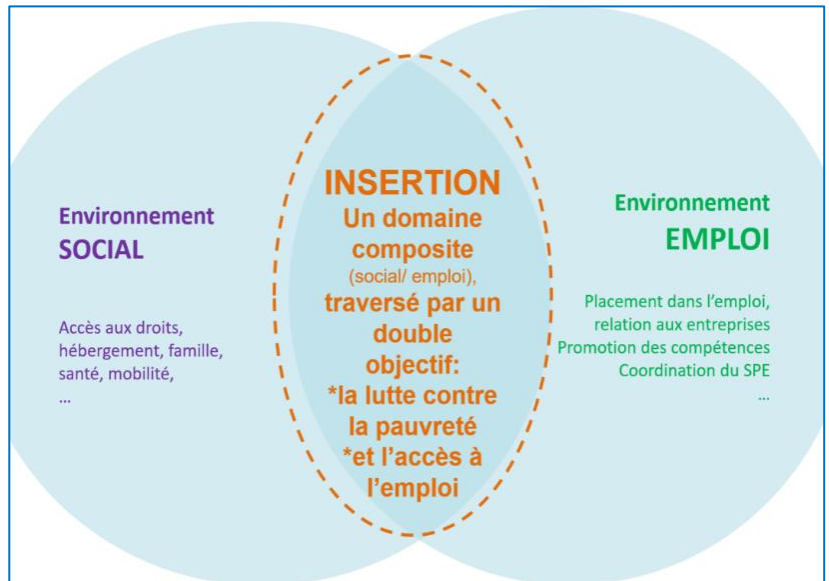 Environnement
SOCIAL
Accès aux droits,
hébergement, famille,
santé, mobilité,
...
INSERTION
Un domaine
composite
(social/ emploi),
traversé par un
double
objectif:
*la lutte contre
la pauvreté
*et l'accès à
l'emploi
Environnement
EMPLOI
Placement dans l'emploi,
relation aux entreprises
Promotion des compétences
Coordination du SPE
...